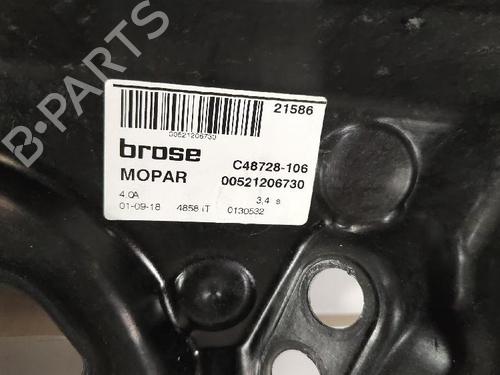 21586
00521206730
brose
C48728-106
MOPAR
00521206730
4.0A
3,4 s
01-09-18
4858 iT
0130532
B-PARTS